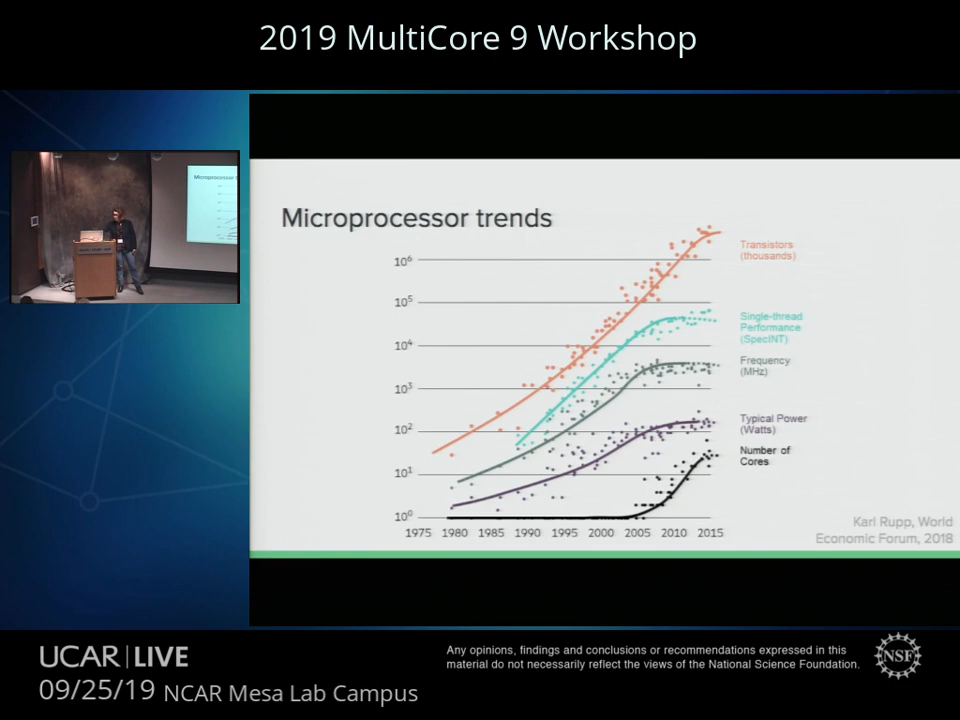 2019 MultiCore 9 Workshop
Microprocessor trends
Microprocessor
Transistors
(thousands)
10⁶
10⁵
Single-thread
Performance
(SpecINT)
10⁴
Frequency
(MHz)
10³
Typical Power
(Watts)
10²
Number of
Cores
10¹
10⁰
1975 1980 1985 1990 1995 2000 2005 2010 2015
Karl Rupp, World
Economic Forum, 2018
UCAR | LIVE
09/25/19 NCAR Mesa Lab Campus
Any opinions, findings and conclusions or recommendations expressed in this
material do not necessarily reflect the views of the National Science Foundation.
NSF